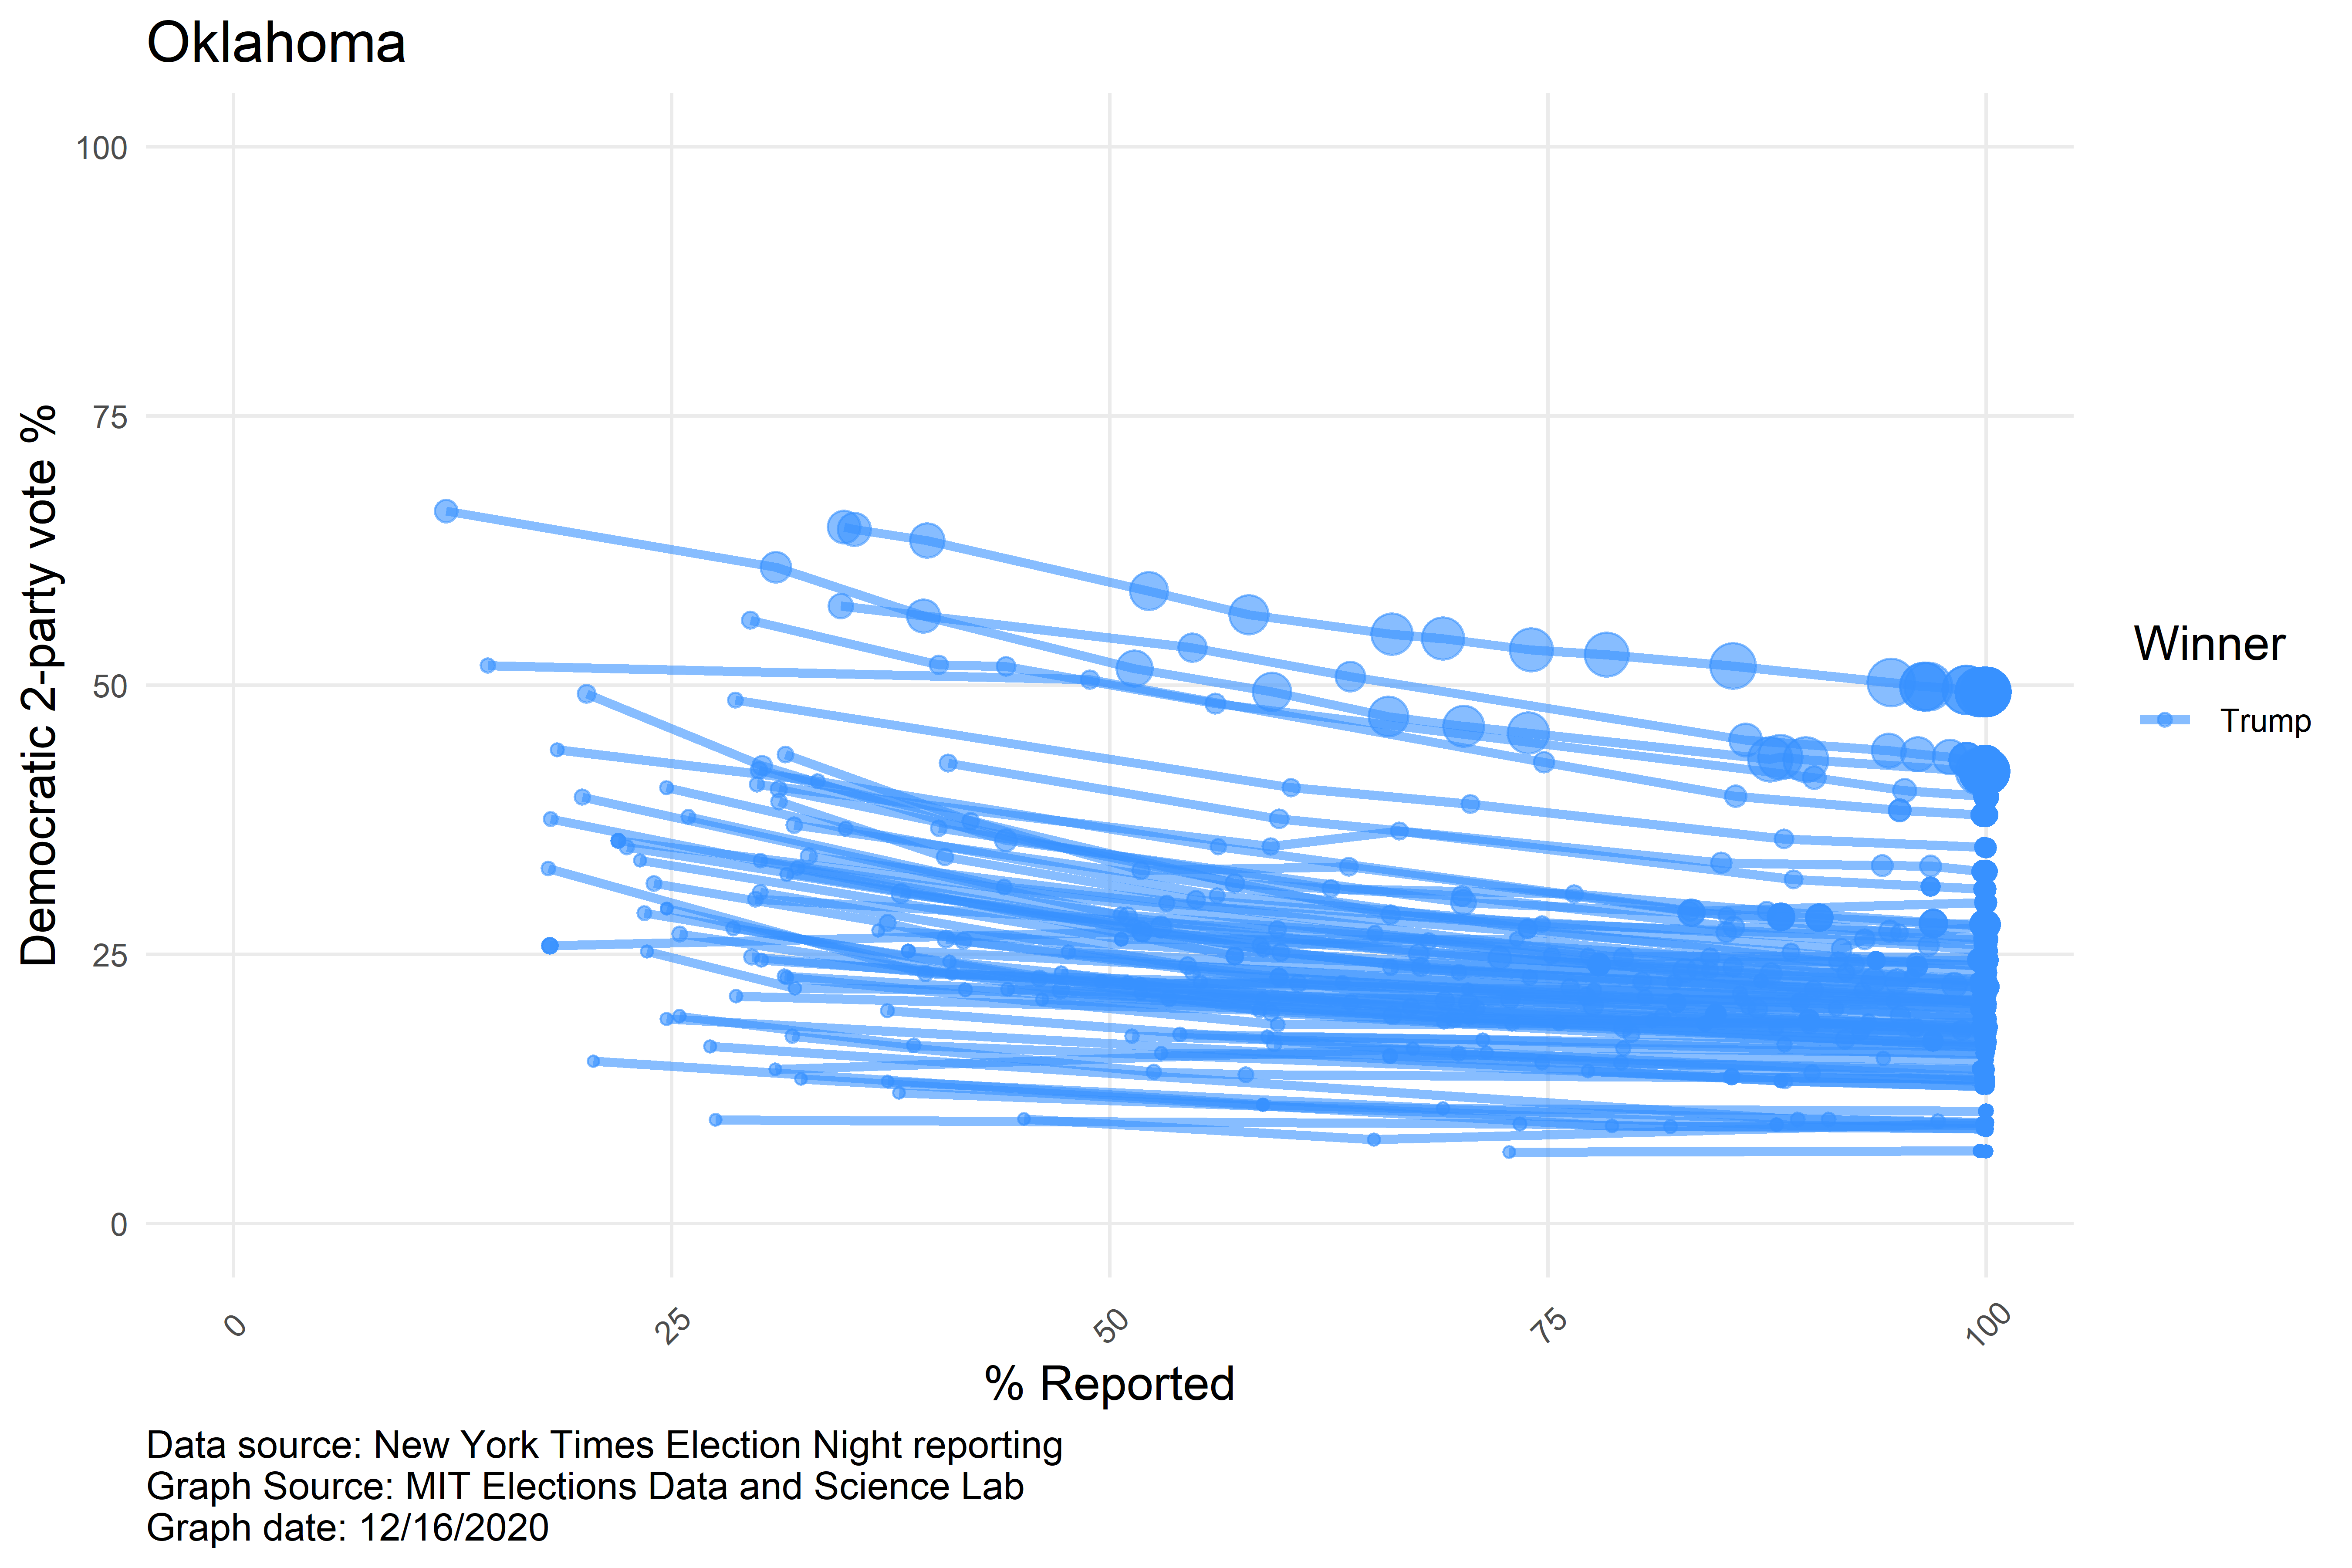 Oklahoma
100
75
50
25
0
Democratic 2-party vote %
0
25
50
75
100
% Reported
Winner
Trump
Data source: New York Times Election Night reporting
Graph Source: MIT Elections Data and Science Lab
Graph date: 12/16/2020